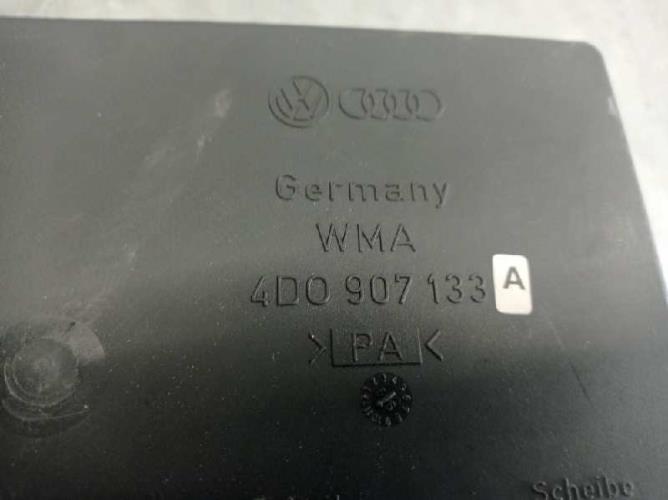 Germany
WMA
4D0 907 133 A
>PA<
Scheibe